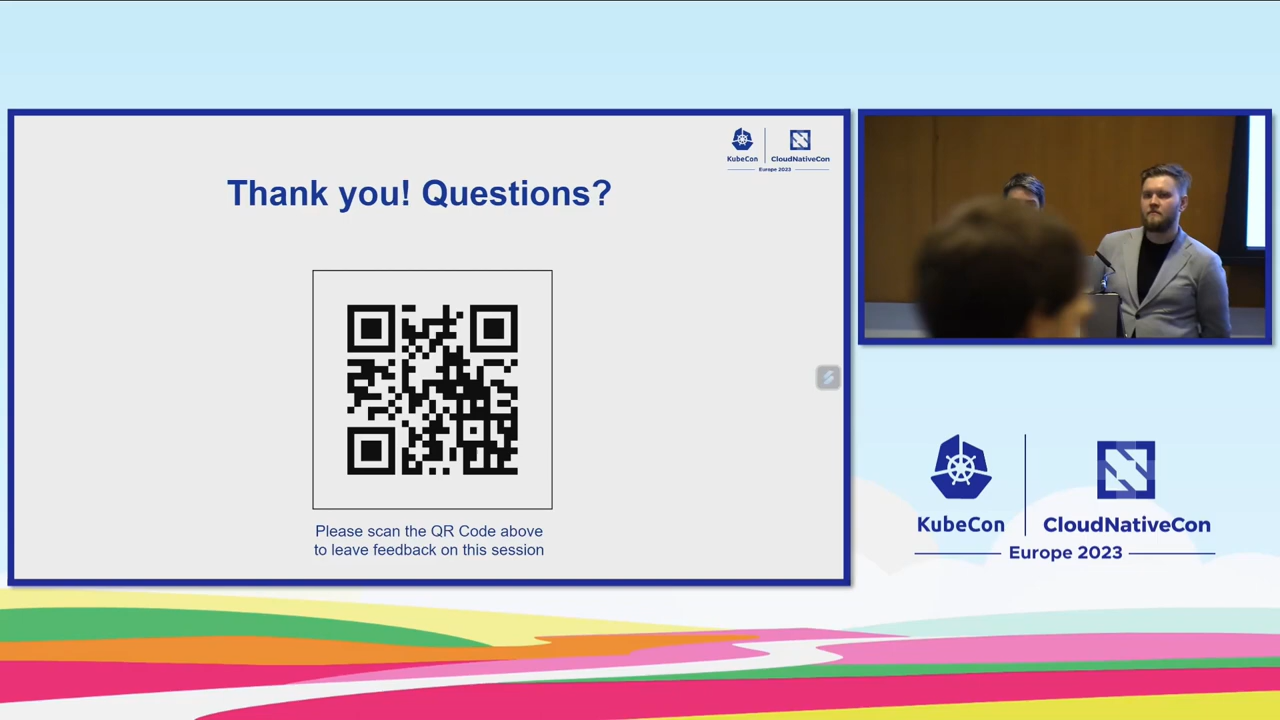 KubeCon
CloudNativeCon
Europe 2023
Thank you! Questions?
Please scan the QR Code above
to leave feedback on this session
KubeCon
CloudNativeCon
Europe 2023